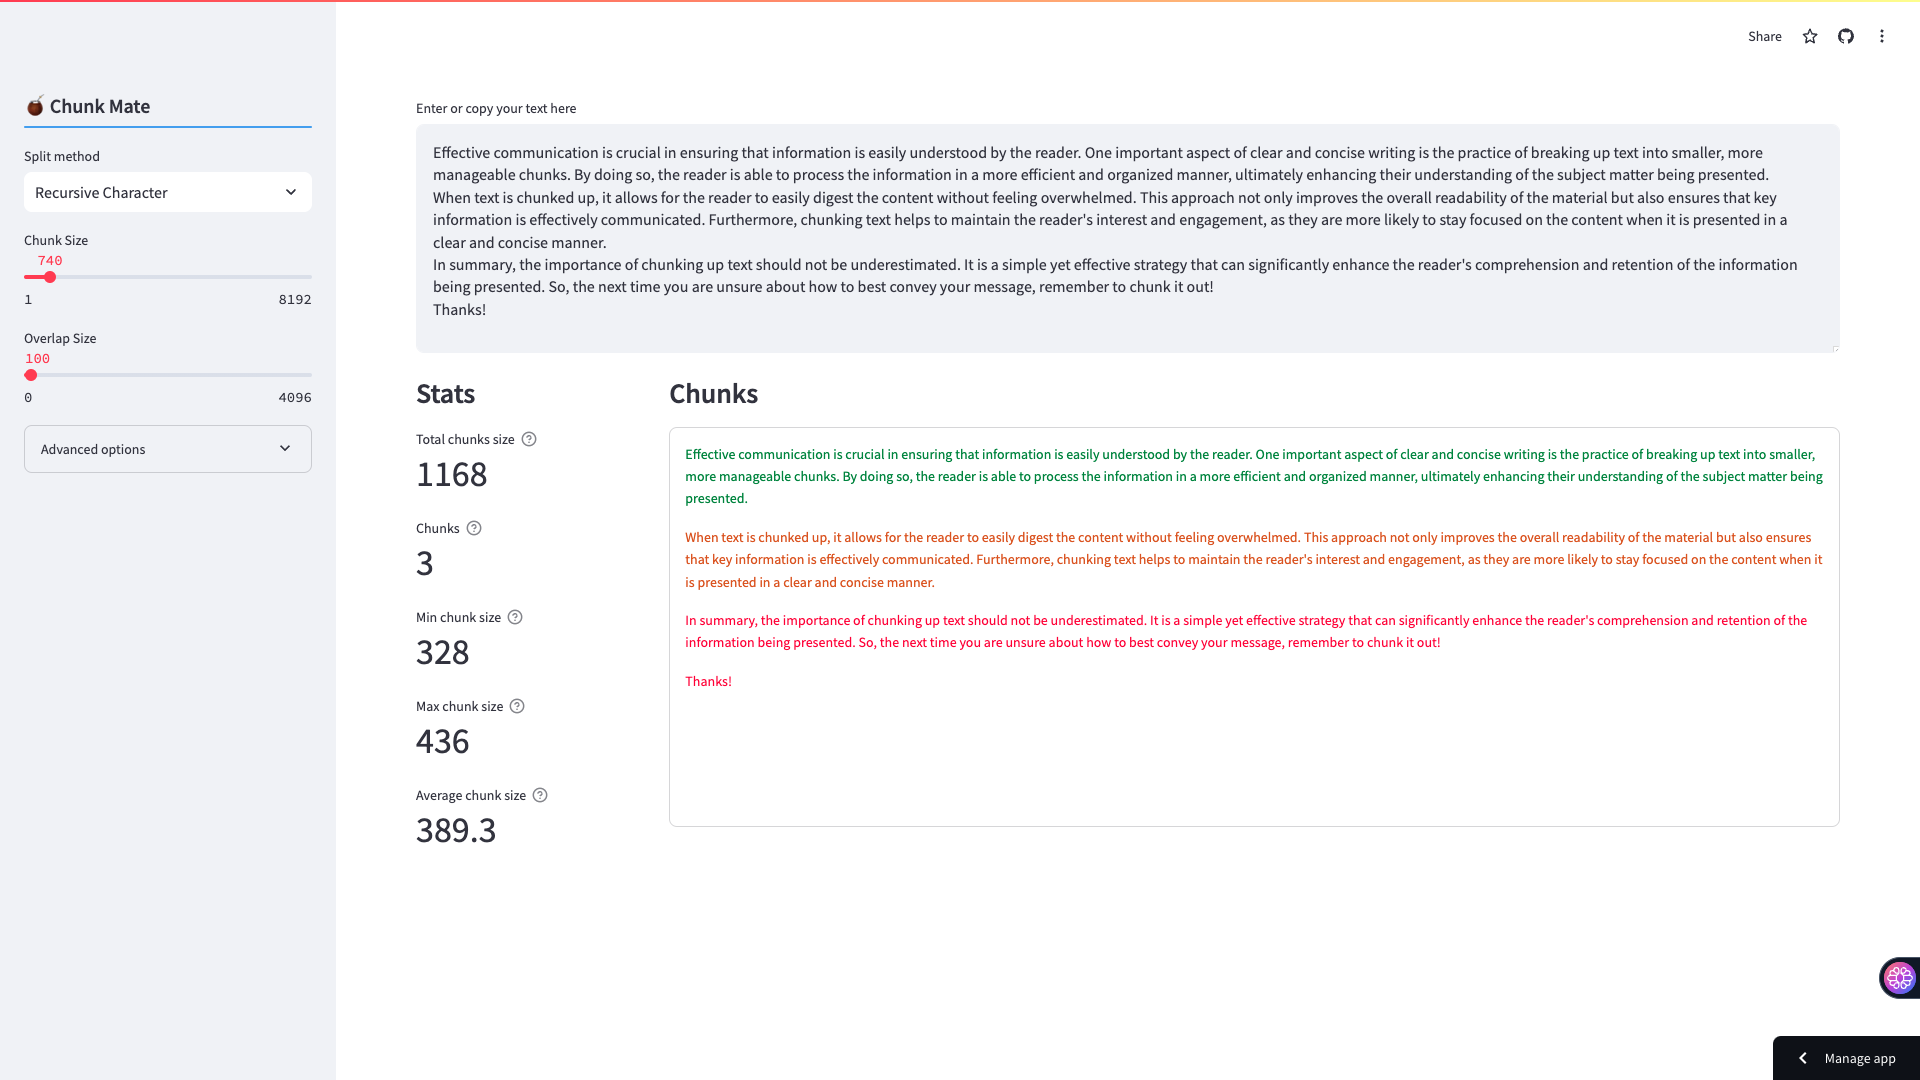 Share
Chunk Mate
Split method
Recursive Character
Chunk Size
740
1
8192
Overlap Size
100
0
4096
Advanced options
Enter or copy your text here
Effective communication is crucial in ensuring that information is easily understood by the reader. One important aspect of clear and concise writing is the practice of breaking up text into smaller, more
manageable chunks. By doing so, the reader is able to process the information in a more efficient and organized manner, ultimately enhancing their understanding of the subject matter being presented.
When text is chunked up, it allows for the reader to easily digest the content without feeling overwhelmed. This approach not only improves the overall readability of the material but also ensures that key
information is effectively communicated. Furthermore, chunking text helps to maintain the reader's interest and engagement, as they are more likely to stay focused on the content when it is presented in a
clear and concise manner.
In summary, the importance of chunking up text should not be underestimated. It is a simple yet effective strategy that can significantly enhance the reader's comprehension and retention of the information
being presented. So, the next time you are unsure about how to best convey your message, remember to chunk it out!
Thanks!
Stats
Total chunks size
1168
Chunks
3
Min chunk size
328
Max chunk size
436
Average chunk size
389.3
Chunks
Effective communication is crucial in ensuring that information is easily understood by the reader. One important aspect of clear and concise writing is the practice of breaking up text into smaller,
more manageable chunks. By doing so, the reader is able to process the information in a more efficient and organized manner, ultimately enhancing their understanding of the subject matter being
presented.
When text is chunked up, it allows for the reader to easily digest the content without feeling overwhelmed. This approach not only improves the overall readability of the material but also ensures
that key information is effectively communicated. Furthermore, chunking text helps to maintain the reader's interest and engagement, as they are more likely to stay focused on the content when it
is presented in a clear and concise manner.
In summary, the importance of chunking up text should not be underestimated. It is a simple yet effective strategy that can significantly enhance the reader's comprehension and retention of the
information being presented. So, the next time you are unsure about how to best convey your message, remember to chunk it out!
Thanks!
Manage app